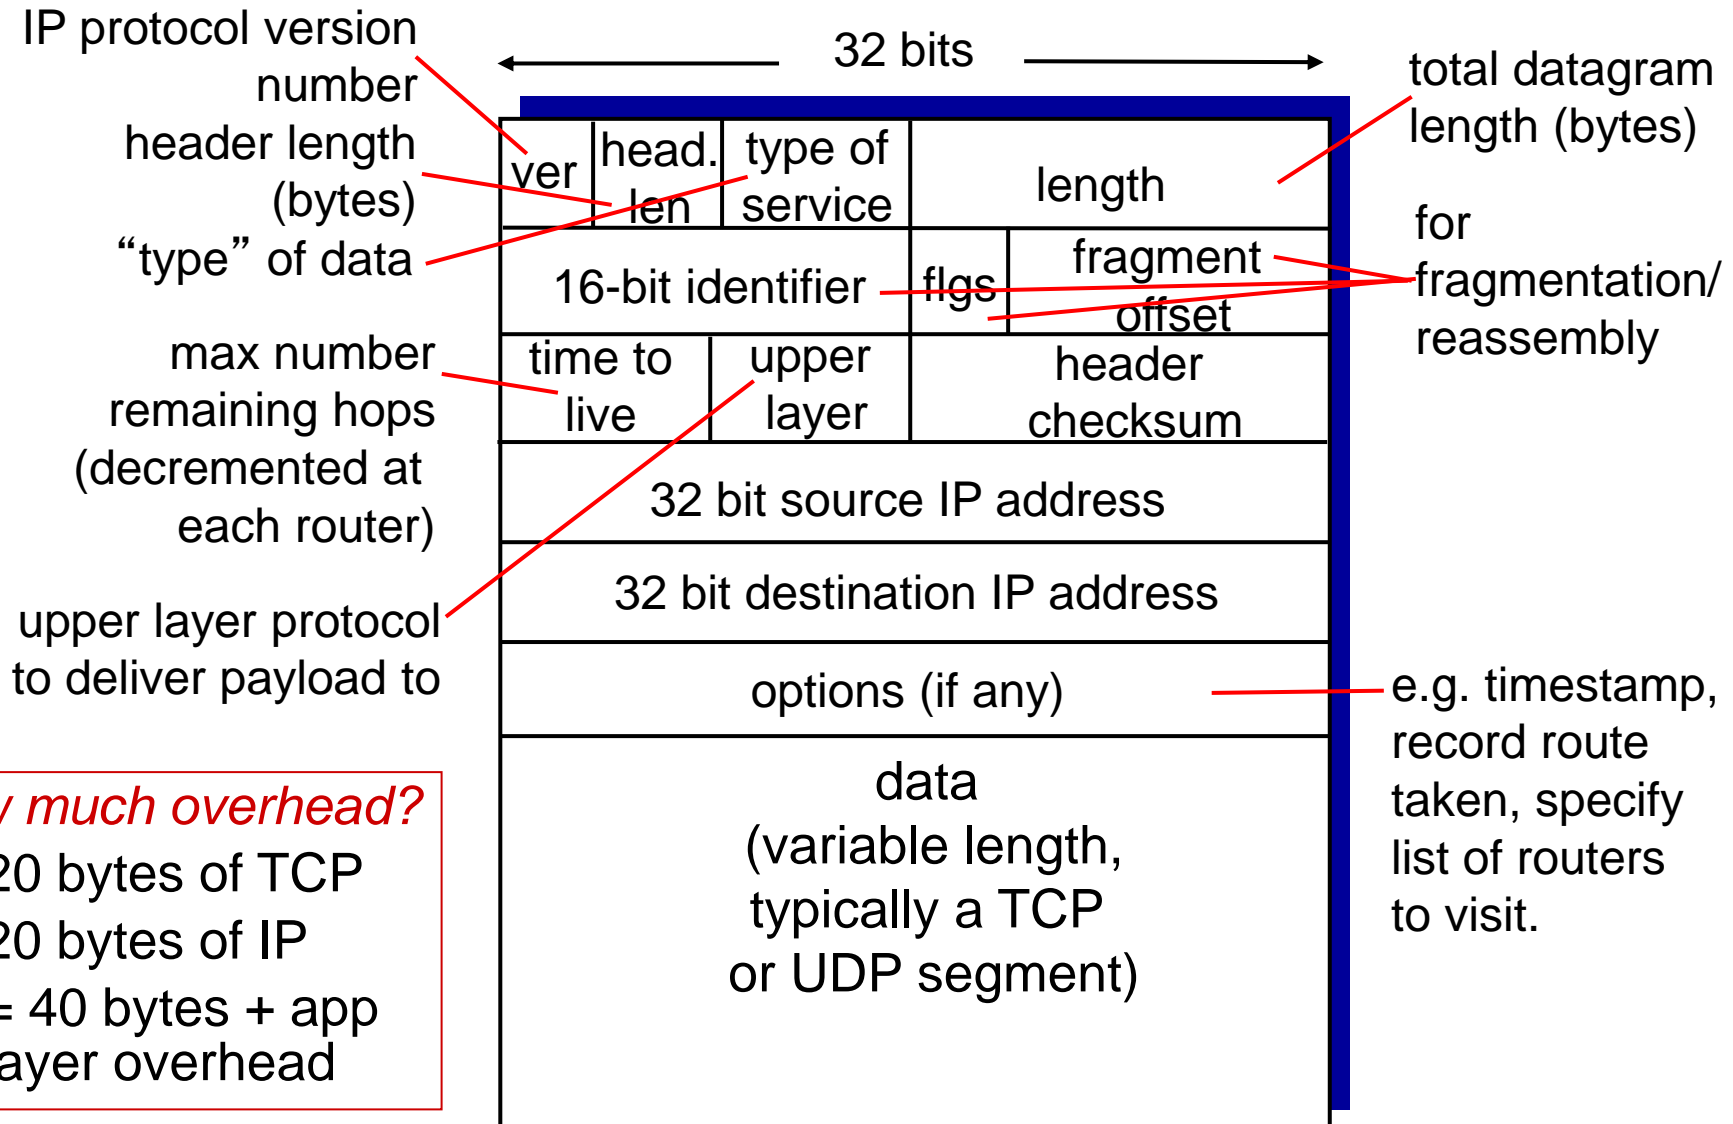 IP protocol version
number
header length
(bytes)
“type” of data
max number
remaining hops
(decremented at
each router)
upper layer protocol
to deliver payload to
much overhead?
20 bytes of TCP
20 bytes of IP
= 40 bytes + app
ayer overhead
32 bits
ver
head.
len
type of
service
length
16-bit identifier
flgs
fragment
offset
time to
live
upper
layer
header
checksum
32 bit source IP address
32 bit destination IP address
options (if any)
data
(variable length,
typically a TCP
or UDP segment)
total datagram
length (bytes)
for
fragmentation/
reassembly
e.g. timestamp,
record route
taken, specify
list of routers
to visit.